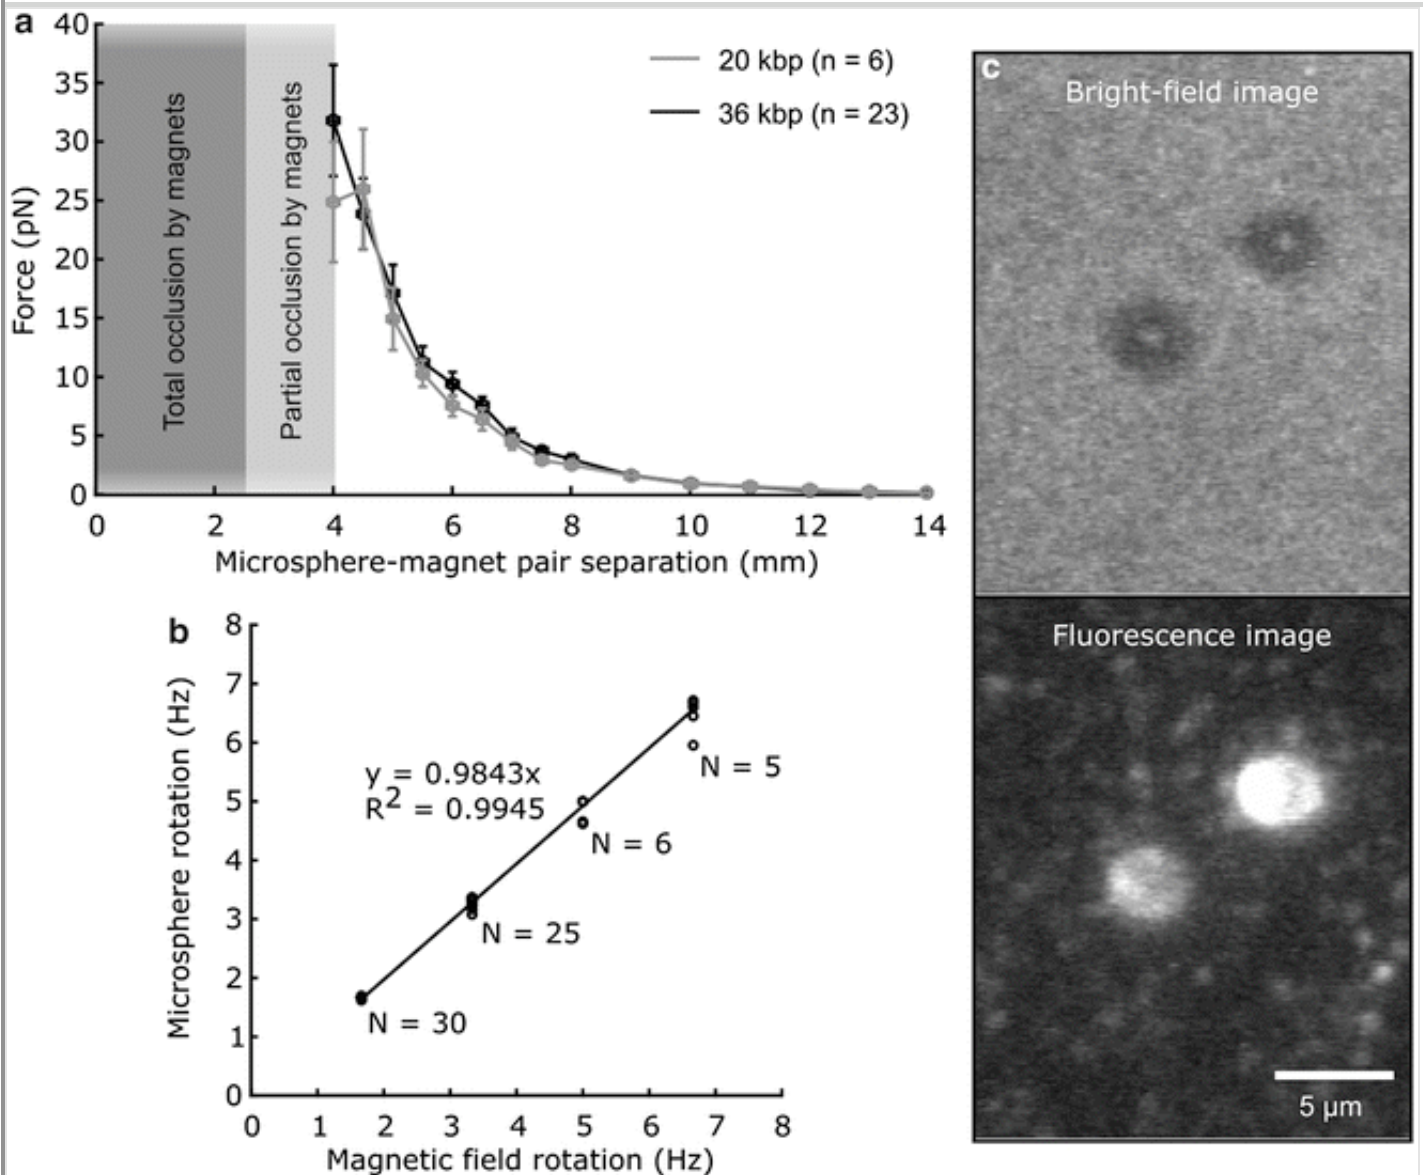 a
40
35
30
25
20
15
10
5
0
Force (pN)
Total occlusion by magnets
Partial occlusion by magnets
20 kbp (n = 6)
36 kbp (n = 23)
0 2 4 6 8 10 12 14
Microsphere-magnet pair separation (mm)
b
8
7
6
5
4
3
2
1
0
Microsphere rotation (Hz)
y = 0.9843x
R² = 0.9945
N = 5
N = 6
N = 25
N = 30
0 1 2 3 4 5 6 7 8
Magnetic field rotation (Hz)
c
Bright-field image
Fluorescence image
5 μm